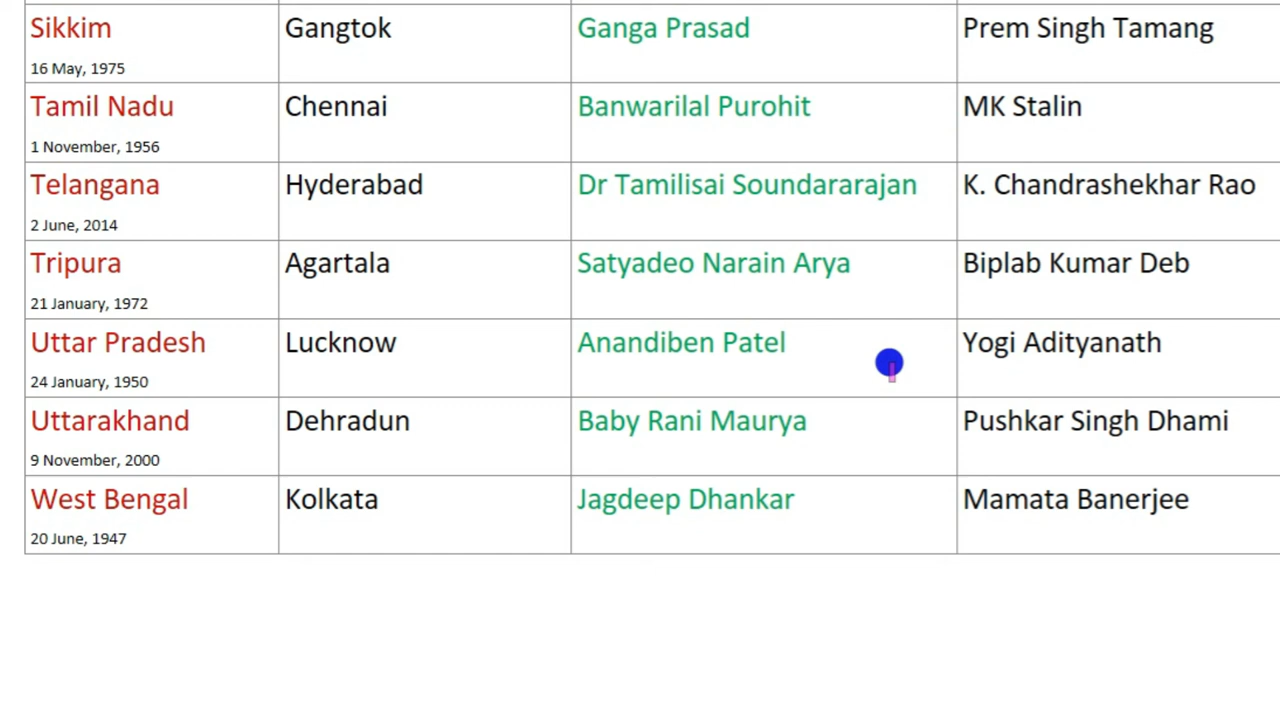 Sikkim Gangtok Ganga Prasad Prem Singh Tamang
16 May, 1975
Tamil Nadu Chennai Banwarilal Purohit MK Stalin
1 November, 1956
Telangana Hyderabad Dr Tamilisai Soundararajan K. Chandrashekhar Rao
2 June, 2014
Tripura Agartala Satyadeo Narain Arya Biplab Kumar Deb
21 January, 1972
Uttar Pradesh Lucknow Anandiben Patel Yogi Adityanath
24 January, 1950
Uttarakhand Dehradun Baby Rani Maurya Pushkar Singh Dhami
9 November, 2000
West Bengal Kolkata Jagdeep Dhankar Mamata Banerjee
20 June, 1947